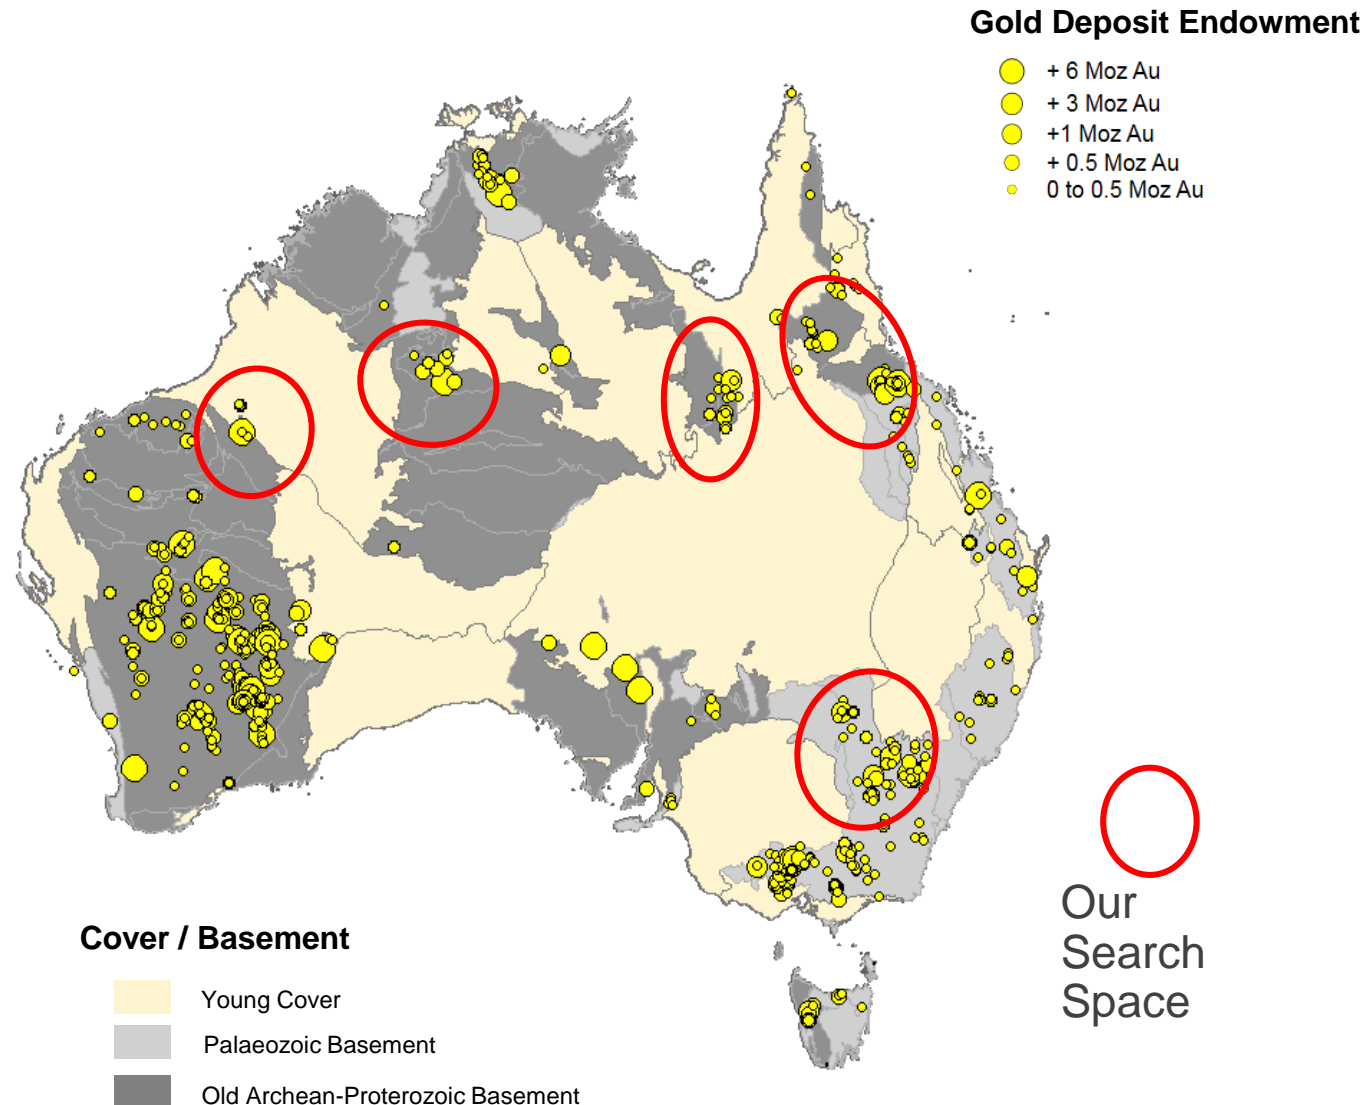 Gold Deposit Endowment
+ 6 Moz Au
+ 3 Moz Au
+1 Moz Au
+ 0.5 Moz Au
0 to 0.5 Moz Au
Our
Search
Space
Cover / Basement
Young Cover
Palaeozoic Basement
Old Archean-Proterozoic Basement